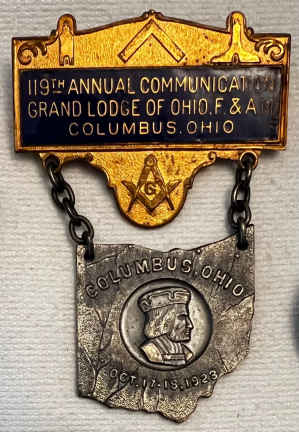 119TH ANNUAL COMMUNICATION
GRAND LODGE OF OHIO. F. & A.M.
COLUMBUS. OHIO
G
COLUMBUS, OHIO
OCT. 17-18, 1923